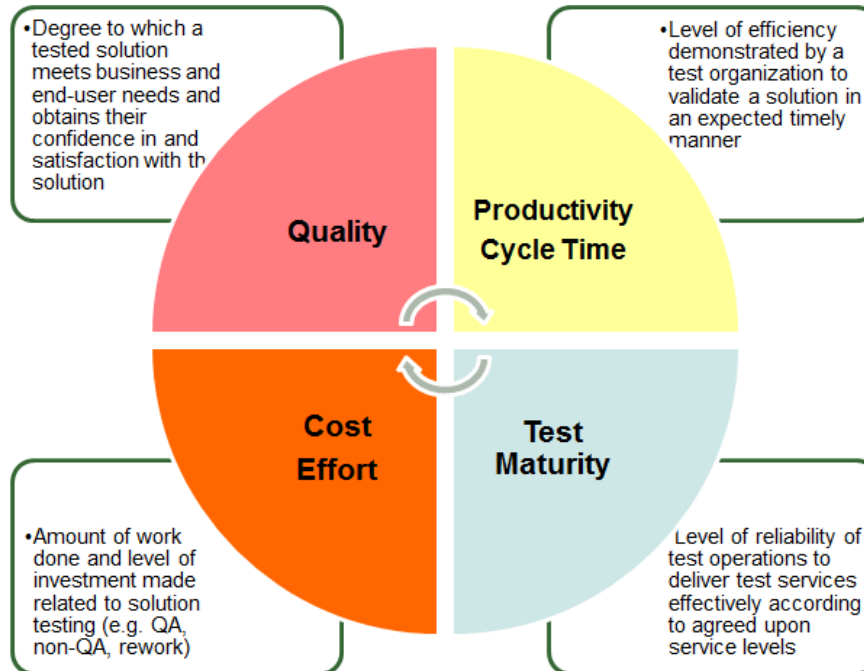 •Degree to which a
tested solution
meets business and
end-user needs and
obtains their
confidence in and
satisfaction with th
solution
•Level of efficiency
demonstrated by a
test organization to
validate a solution in
an expected timely
manner
Quality
Productivity
Cycle Time
Cost
Effort
Test
Maturity
•Amount of work
done and level of
investment made
related to solution
testing (e.g. QA,
non-QA, rework)
Level of reliability of
test operations to
deliver test services
effectively according
to agreed upon
service levels